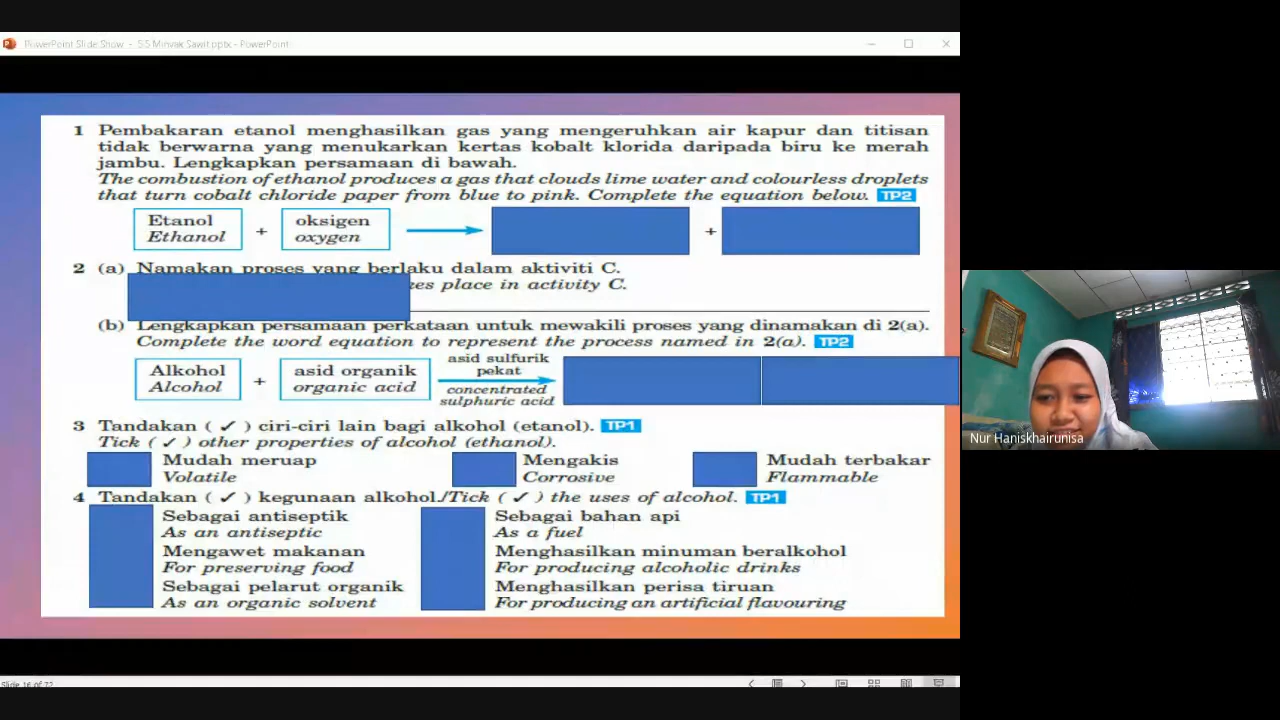 PowerPoint Slide Show - 5.5 Minyak Sawit.pptx - PowerPoint
1 Pembakaran etanol menghasilkan gas yang mengeruhkan air kapur dan titisan
tidak berwarna yang menukarkan kertas kobalt klorida daripada biru ke merah
jambu. Lengkapkan persamaan di bawah.
The combustion of ethanol produces a gas that clouds lime water and colourless droplets
that turn cobalt chloride paper from blue to pink. Complete the equation below. TP2
Etanol + oksigen +
Ethanol oxygen
2 (a) Namakan proses yang berlaku dalam aktiviti C.
place in activity C.
(b) Lengkapkan persamaan perkataan untuk mewakili proses yang dinamakan di 2(a).
Complete the word equation to represent the process named in 2(a). TP2
Alkohol + asid organik asid sulfurik pekat
Alcohol organic acid concentrated sulphuric acid
3 Tandakan ( ✓ ) ciri-ciri lain bagi alkohol (etanol). TP1
Tick ( ✓ ) other properties of alcohol (ethanol).
Mudah meruap Mengakis Mudah terbakar
Volatile Corrosive Flammable
4 Tandakan ( ✓ ) kegunaan alkohol./Tick ( ✓ ) the uses of alcohol. TP1
Sebagai antiseptik Sebagai bahan api
As an antiseptic As a fuel
Mengawet makanan Menghasilkan minuman beralkohol
For preserving food For producing alcoholic drinks
Sebagai pelarut organik Menghasilkan perisa tiruan
As an organic solvent For producing an artificial flavouring
Slide 16 of 72
Nur Haniskhairunisa